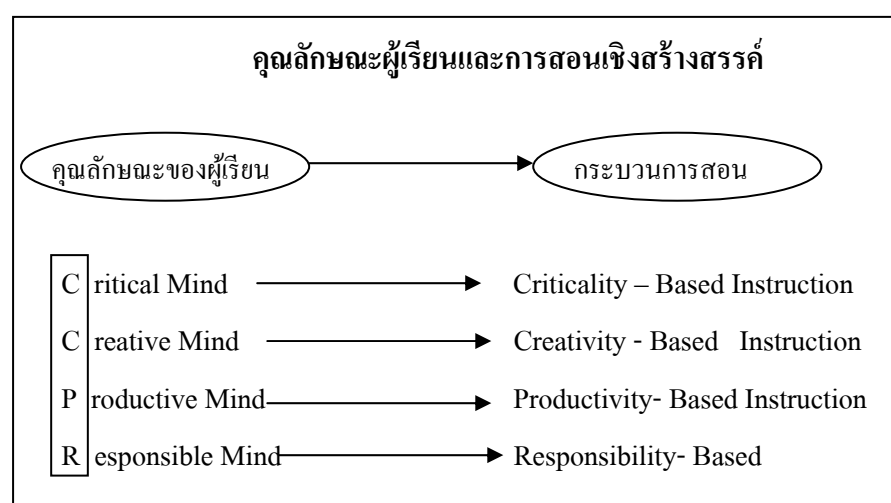 คุณลักษณะผู้เรียนและการสอนเชิงสร้างสรรค์
คุณลักษณะของผู้เรียน กระบวนการสอน
C ritical Mind Criticality – Based Instruction
C reative Mind Creativity - Based Instruction
P roductive Mind Productivity- Based Instruction
R esponsible Mind Responsibility- Based